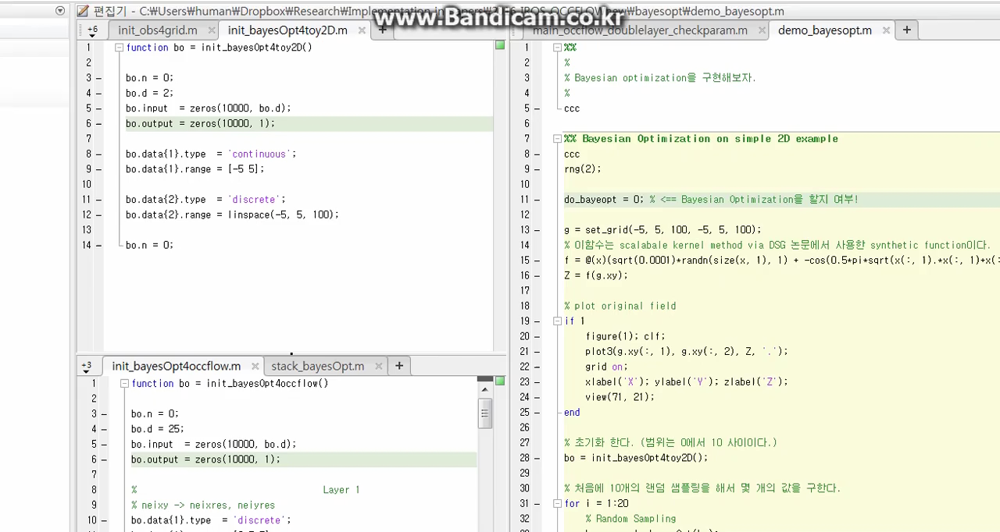 편집기 - C:₩Users₩human₩Dropbox₩Research₩Implementation
new₩bayesopt₩demo_bayesopt.m
www.Bandicam.co.kr
+6
init_obs4grid.m
init_bayesOpt4toy2D.m
1 function bo = init_bayesOpt4toy2D()
2
3 bo.n = 0;
4 bo.d = 2;
5 bo.input = zeros(10000, bo.d);
6 bo.output = zeros(10000, 1);
7
8 bo.data{1}.type = 'continuous';
9 bo.data{1}.range = [-5 5];
10
11 bo.data{2}.type = 'discrete';
12 bo.data{2}.range = linspace(-5, 5, 100);
13
14 bo.n = 0;
+3
init_bayesOpt4occflow.m
stack_bayesOpt.m
1 function bo = init_bayesOpt4occflow()
2
3 bo.n = 0;
4 bo.d = 25;
5 bo.input = zeros(10000, bo.d);
6 bo.output = zeros(10000, 1);
7
8 % Layer 1
9 % neixy -> neixres, neiyres
10 bo.data{1}.type = 'discrete';
main_occflow_doublelayer_checkparam.m
demo_bayesopt.m
1 %%
2 %
3 % Bayesian optimization을 구현해보자.
4 %
5 ccc
6
7 %% Bayesian Optimization on simple 2D example
8 ccc
9 rng(2);
10
11 do_bayeopt = 0; % <== Bayesian Optimization을 할지 여부!
12
13 g = set_grid(-5, 5, 100, -5, 5, 100);
14 % 이함수는 scalabale kernel method via DSG 논문에서 사용한 synthetic function이다.
15 f = @(x)(sqrt(0.0001)*randn(size(x, 1), 1) + -cos(0.5*pi*sqrt(x(:, 1).*x(:, 1)+x(:
16 Z = f(g.xy);
17
18 % plot original field
19 if 1
20 figure(1); clf;
21 plot3(g.xy(:, 1), g.xy(:, 2), Z, '.');
22 grid on;
23 xlabel('X'); ylabel('Y'); zlabel('Z');
24 view(71, 21);
25 end
26
27 % 초기화 한다. (범위는 0에서 10 사이이다.)
28 bo = init_bayesOpt4toy2D();
29
30 % 처음에 10개의 랜덤 샘플링을 해서 몇 개의 값을 구한다.
31 for i = 1:20
32 % Random Sampling